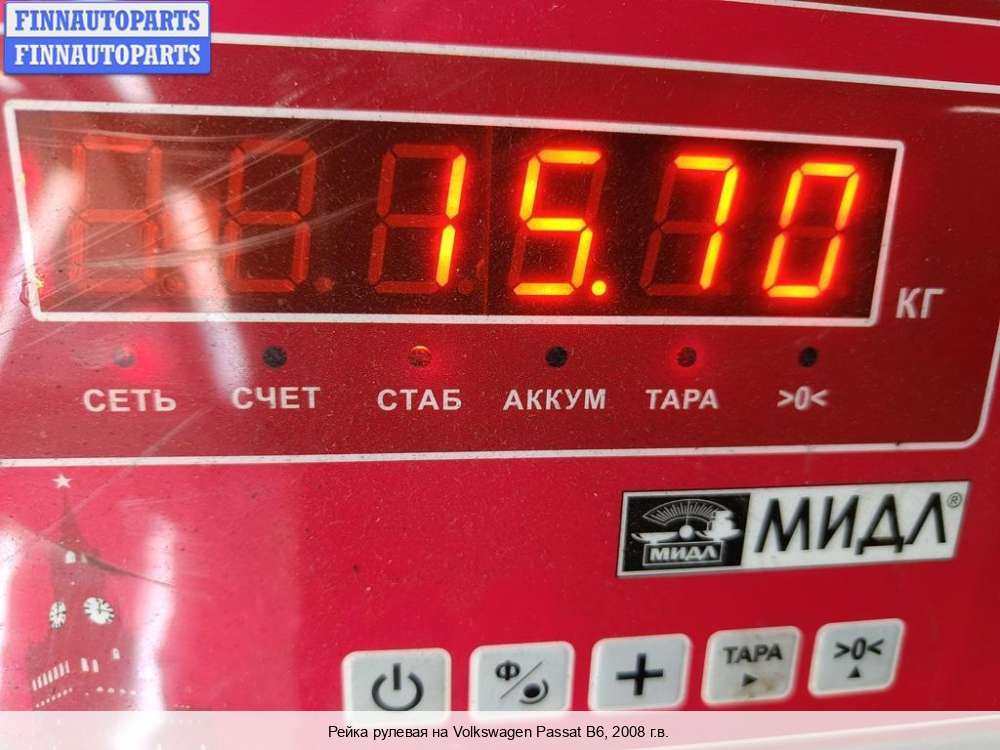 FINNAUTOPARTS
FINNAUTOPARTS
15.70
КГ
СЕТЬ СЧЕТ СТАБ АККУМ ТАРА >0<
МИДЛ МИДЛ®
Ф ТАРА >0<
Рейка рулевая на Volkswagen Passat B6, 2008 г.в.